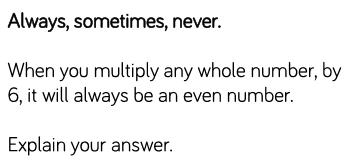 Always, sometimes, never.
When you multiply any whole number, by
6, it will always be an even number.
Explain your answer.